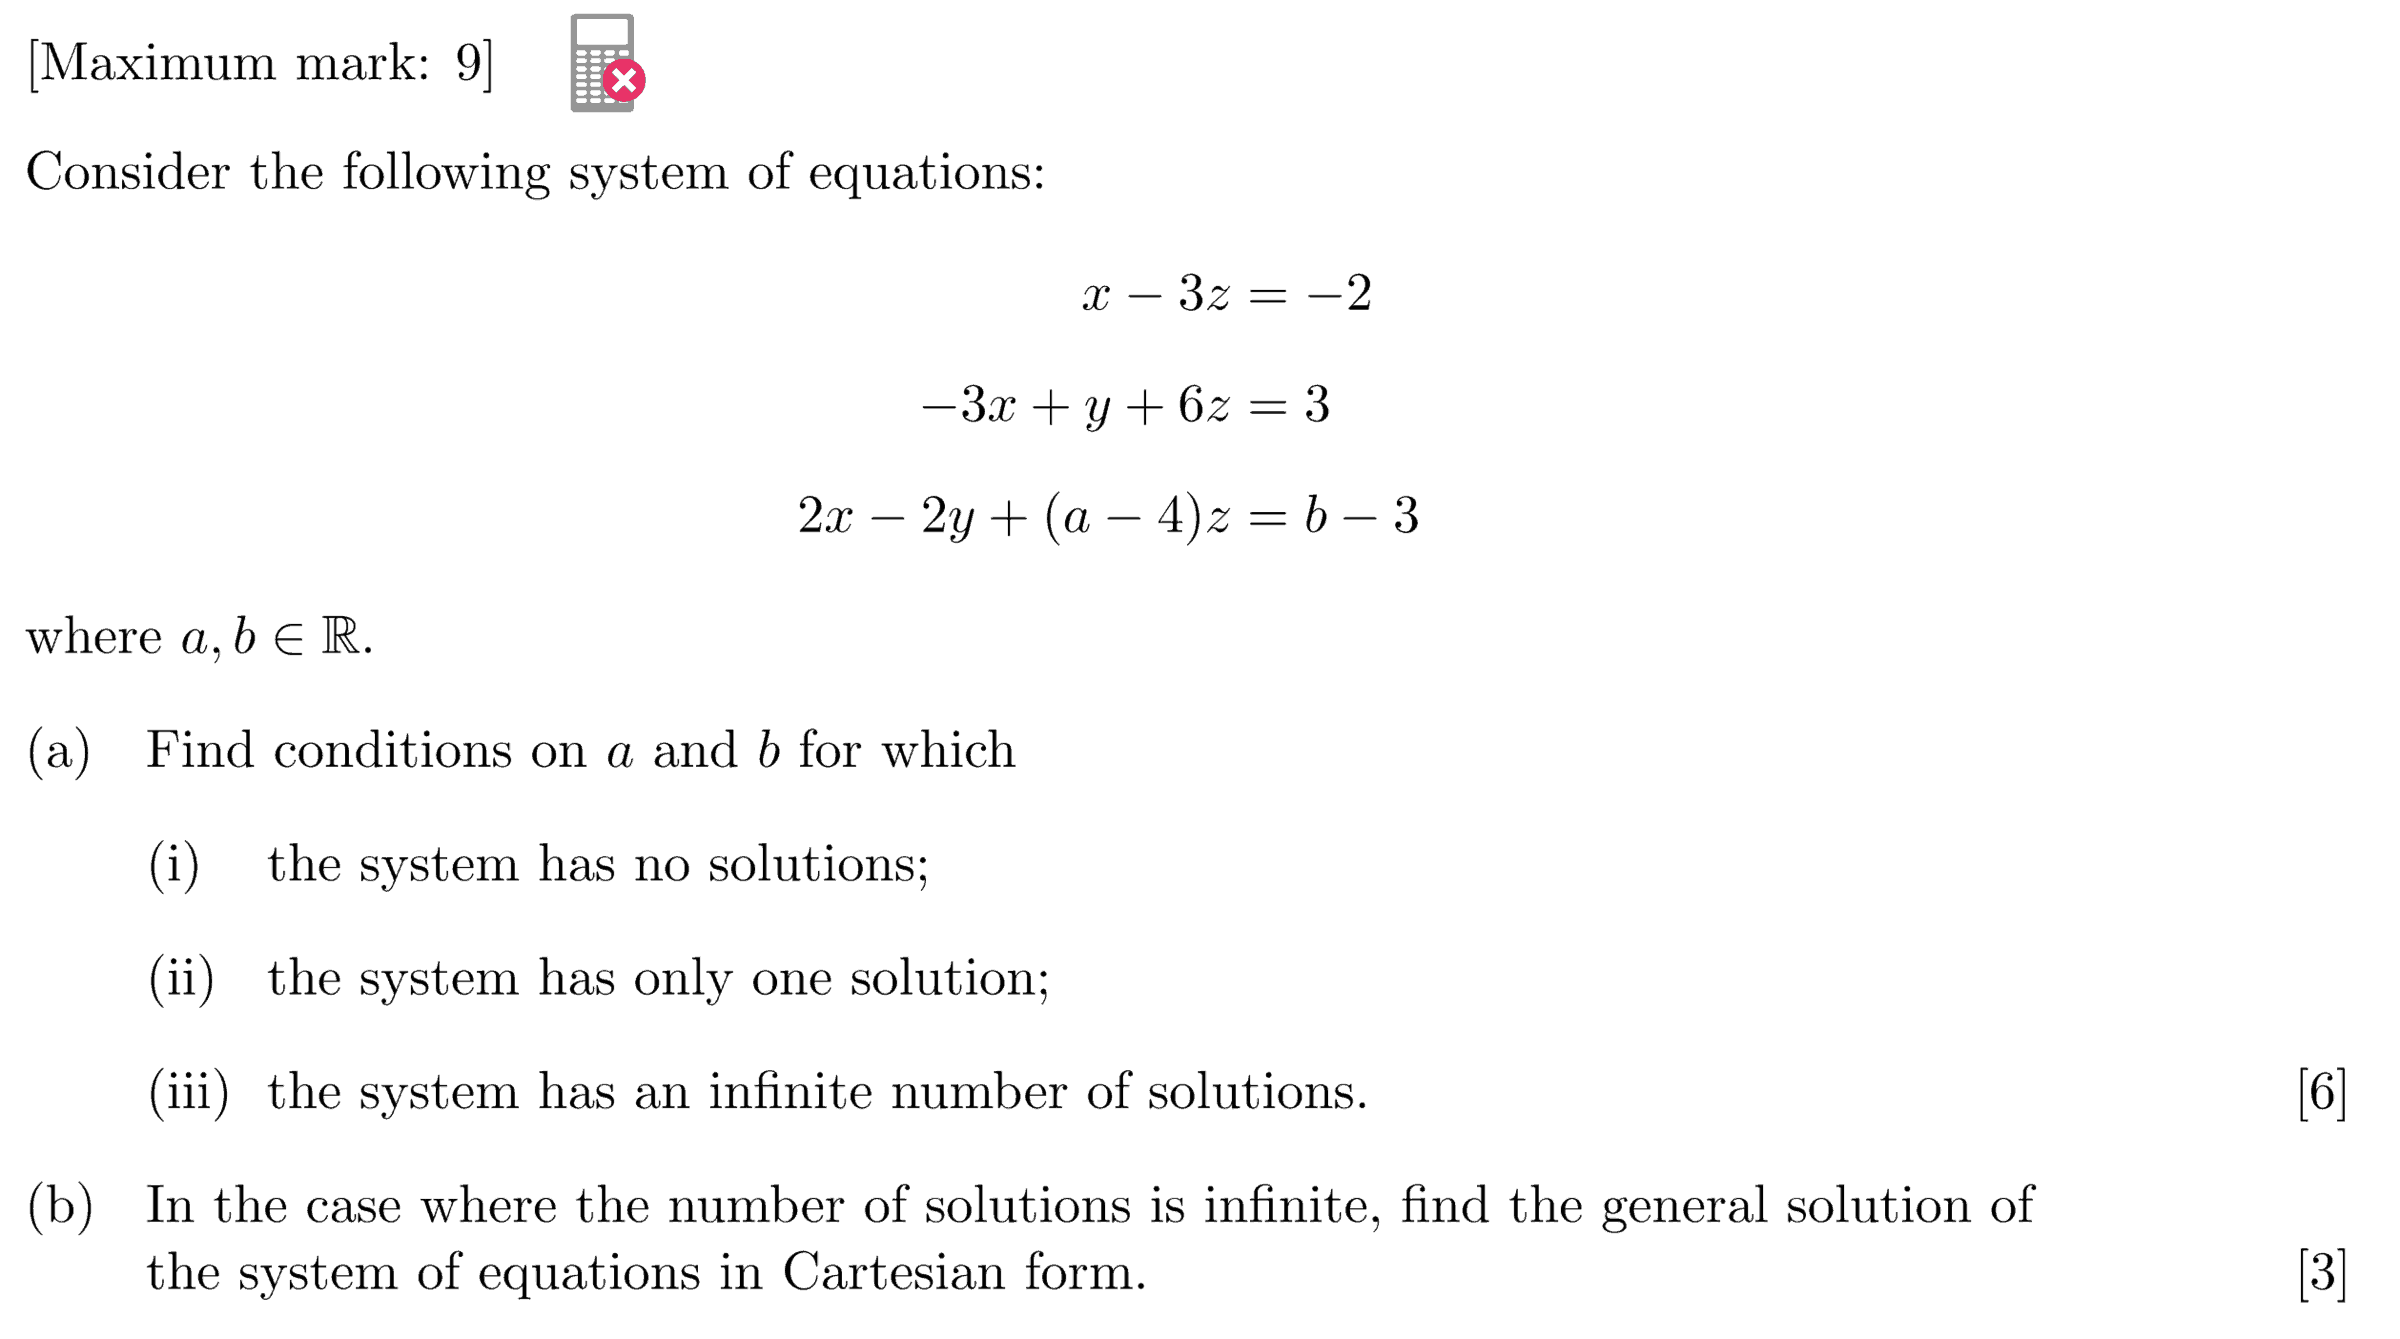 [Maximum mark: 9]
Consider the following system of equations:
x − 3z = −2
−3x + y + 6z = 3
2x − 2y + (a − 4)z = b − 3
where a, b ∈ ℝ.
(a) Find conditions on a and b for which
(i) the system has no solutions;
(ii) the system has only one solution;
(iii) the system has an infinite number of solutions. [6]
(b) In the case where the number of solutions is infinite, find the general solution of
the system of equations in Cartesian form. [3]